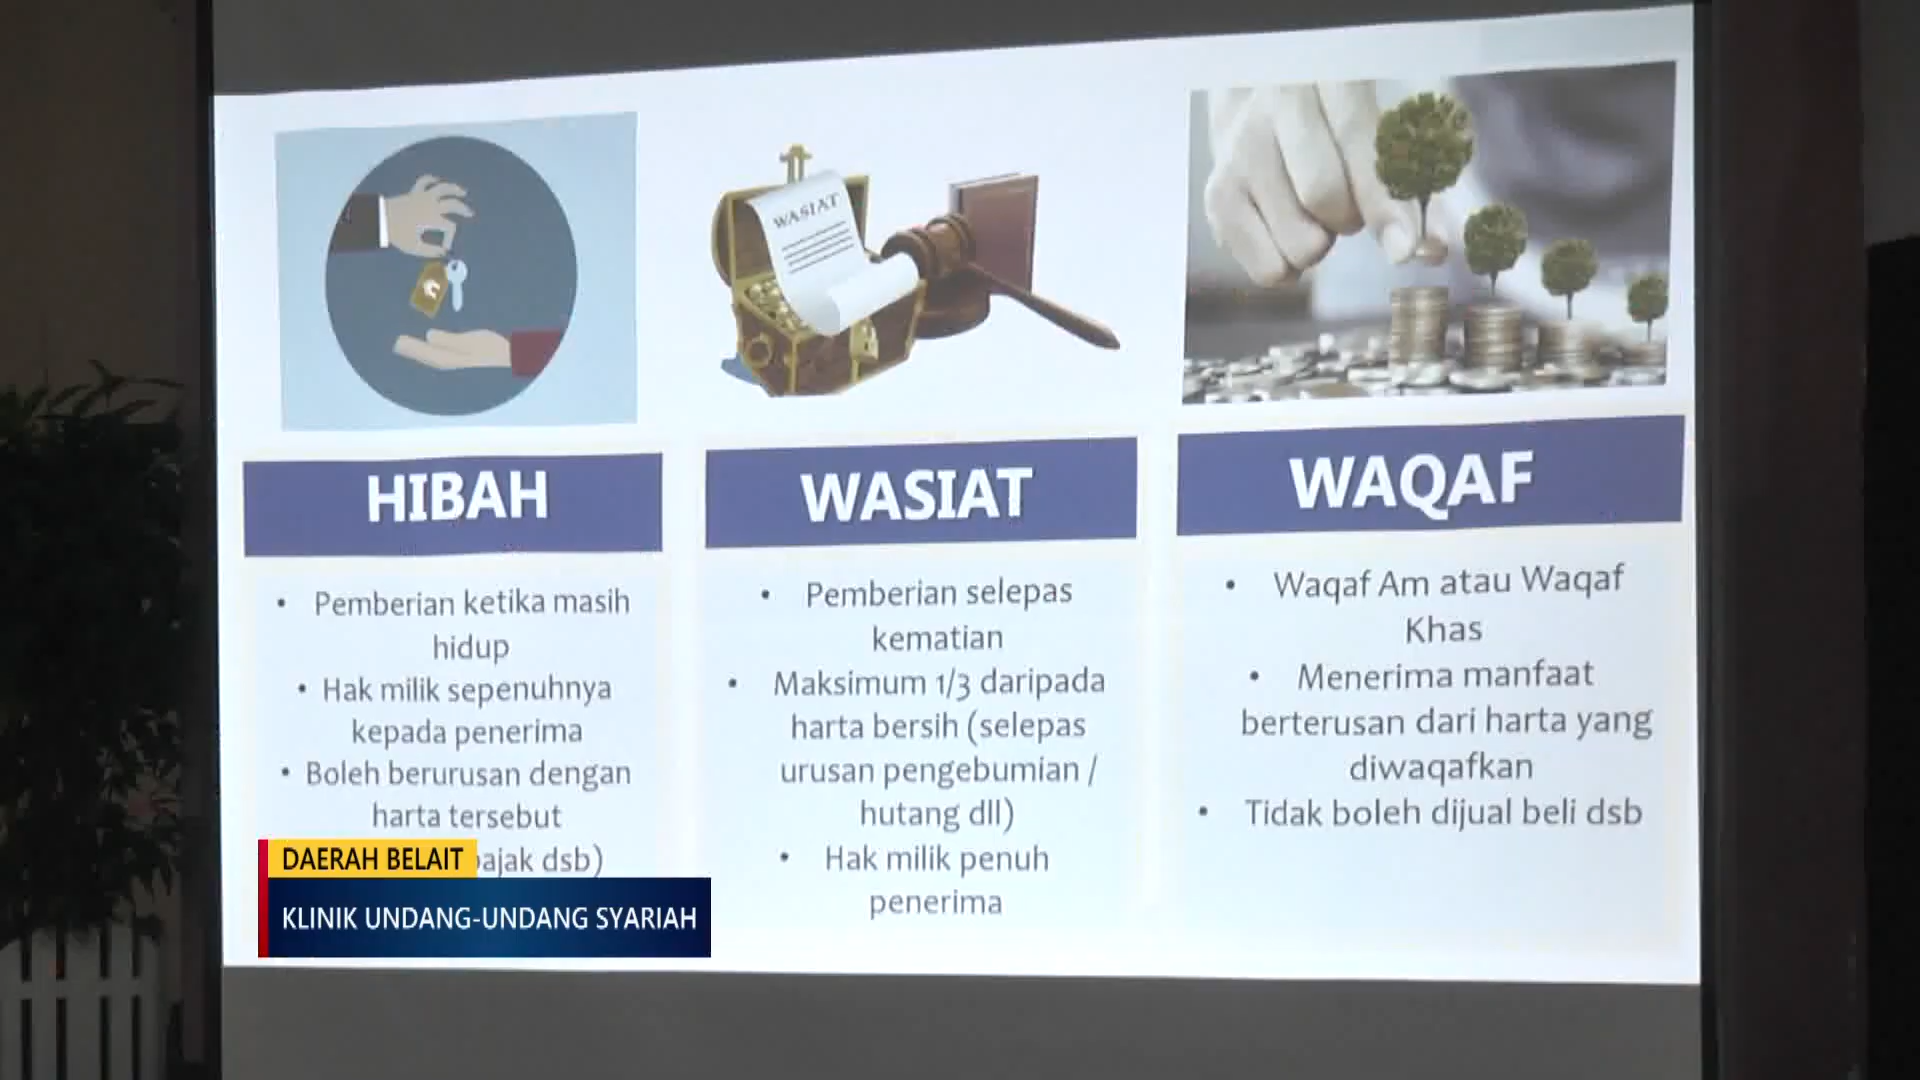 WASIAT
HIBAH
Pemberian ketika masih
hidup
Hak milik sepenuhnya
kepada penerima
Boleh berurusan dengan
harta tersebut
dsb)
WASIAT
Pemberian selepas
kematian
Maksimum 1/3 daripada
harta bersih (selepas
urusan pengebumian /
hutang dll)
Hak milik penuh
penerima
WAQAF
Waqaf Am atau Waqaf
Khas
Menerima manfaat
berterusan dari harta yang
diwaqafkan
Tidak boleh dijual beli dsb
DAERAH BELAIT
KLINIK UNDANG-UNDANG SYARIAH